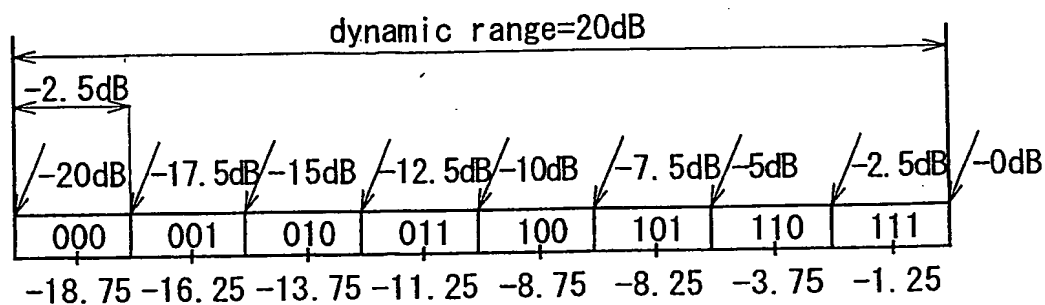 dynamic range=20dB
-2.5dB
-20dB -17.5dB -15dB -12.5dB -10dB -7.5dB -5dB -2.5dB -0dB
000 001 010 011 100 101 110 111
-18.75 -16.25 -13.75 -11.25 -8.75 -8.25 -3.75 -1.25